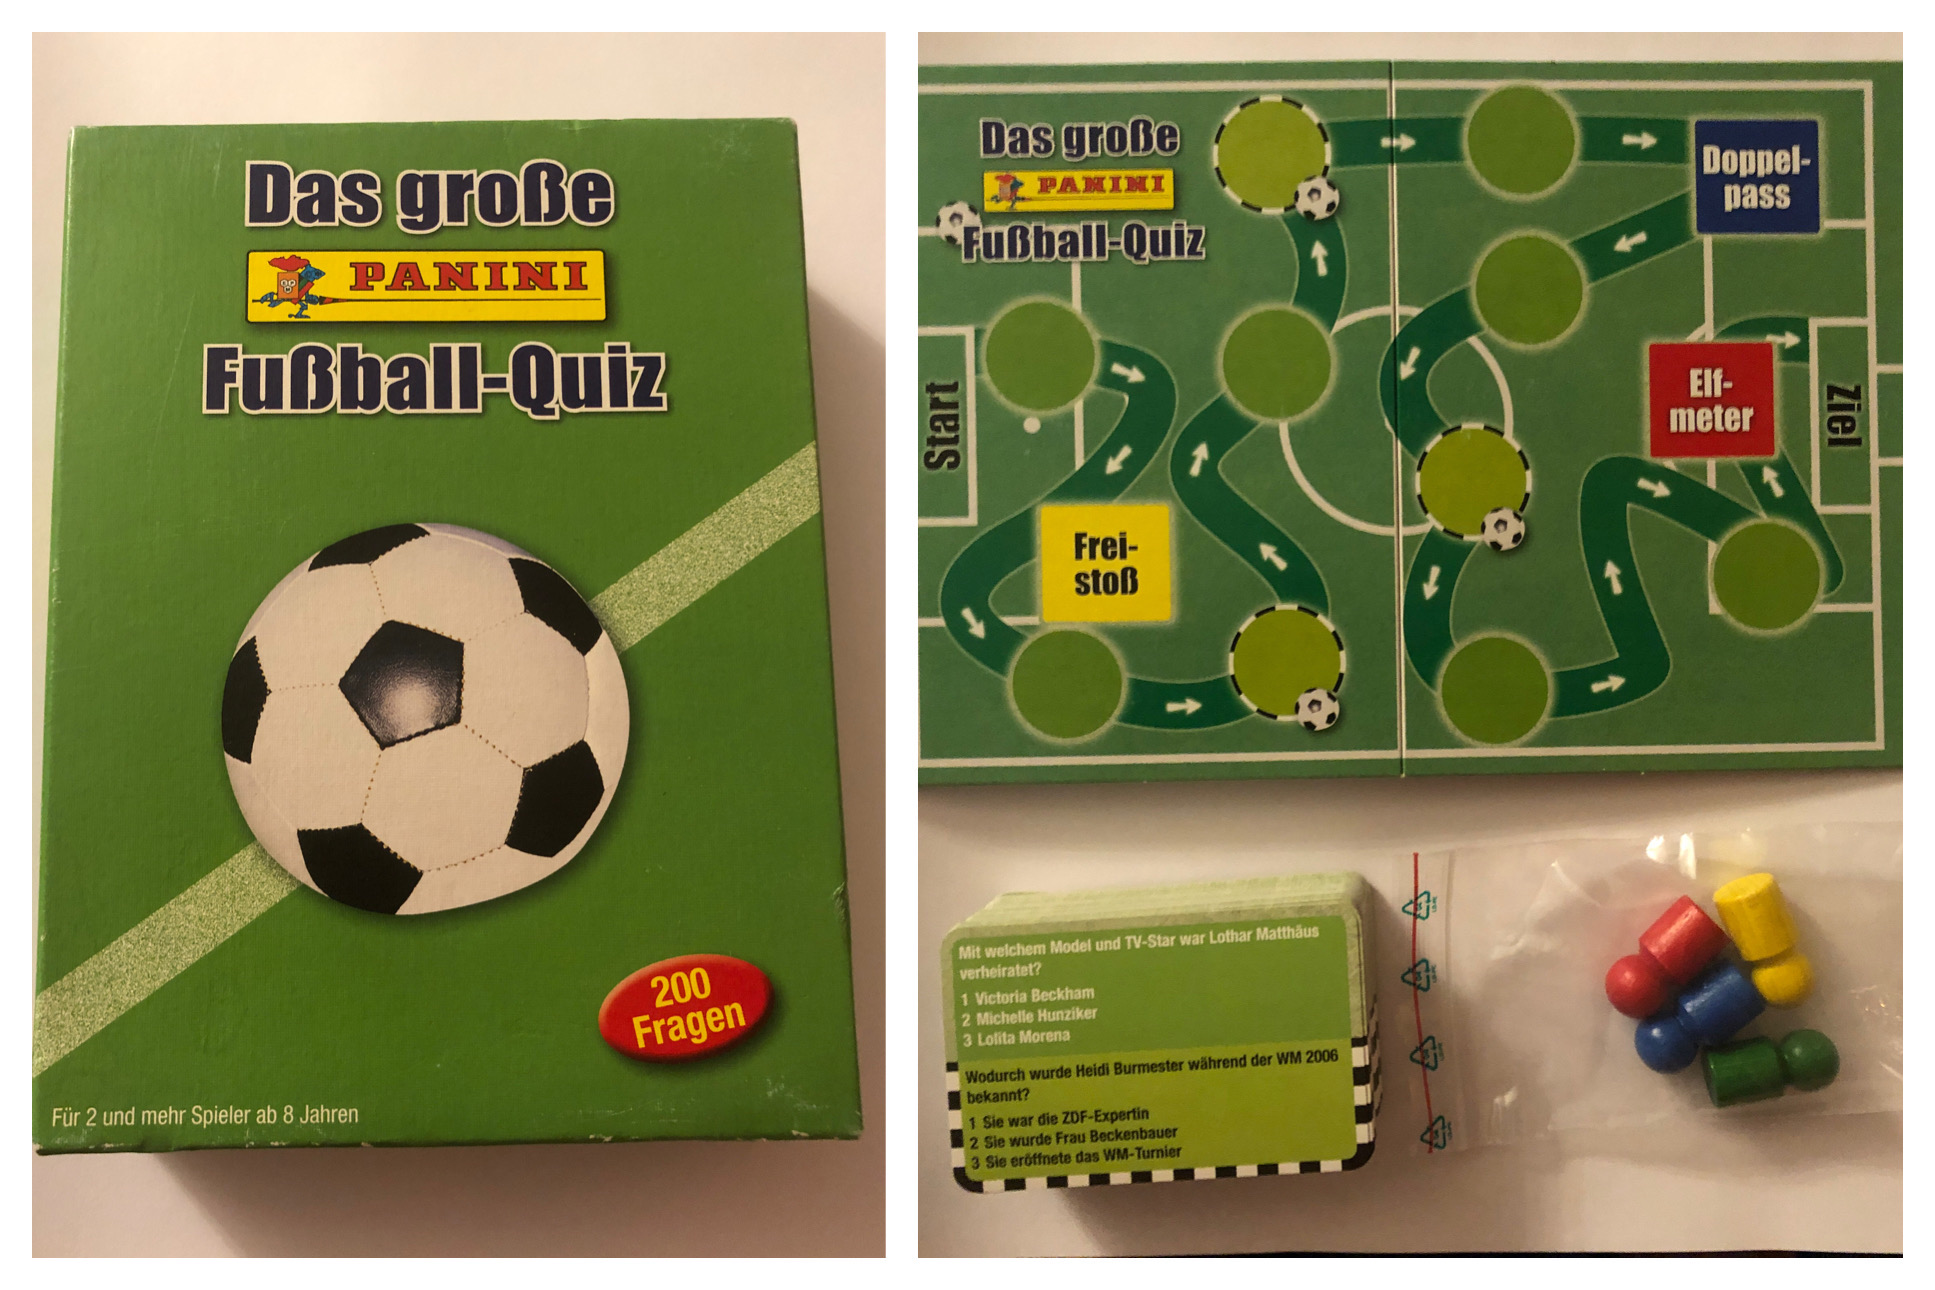 Das große
PANINI
Fußball-Quiz
200
Fragen
Für 2 und mehr Spieler ab 8 Jahren
Das große
PANINI
Fußball-Quiz
Doppel-
pass
Start
Elf-
meter
Ziel
Frei-
stoß
Mit welchem Model und TV-Star war Lothar Matthäus
verheiratet?
1 Victoria Beckham
2 Michelle Hunziker
3 Lolita Morena
Wodurch wurde Heidi Burmester während der WM 2006
bekannt?
1 Sie war die ZDF-Expertin
2 Sie wurde Frau Beckenbauer
3 Sie eröffnete das WM-Turnier